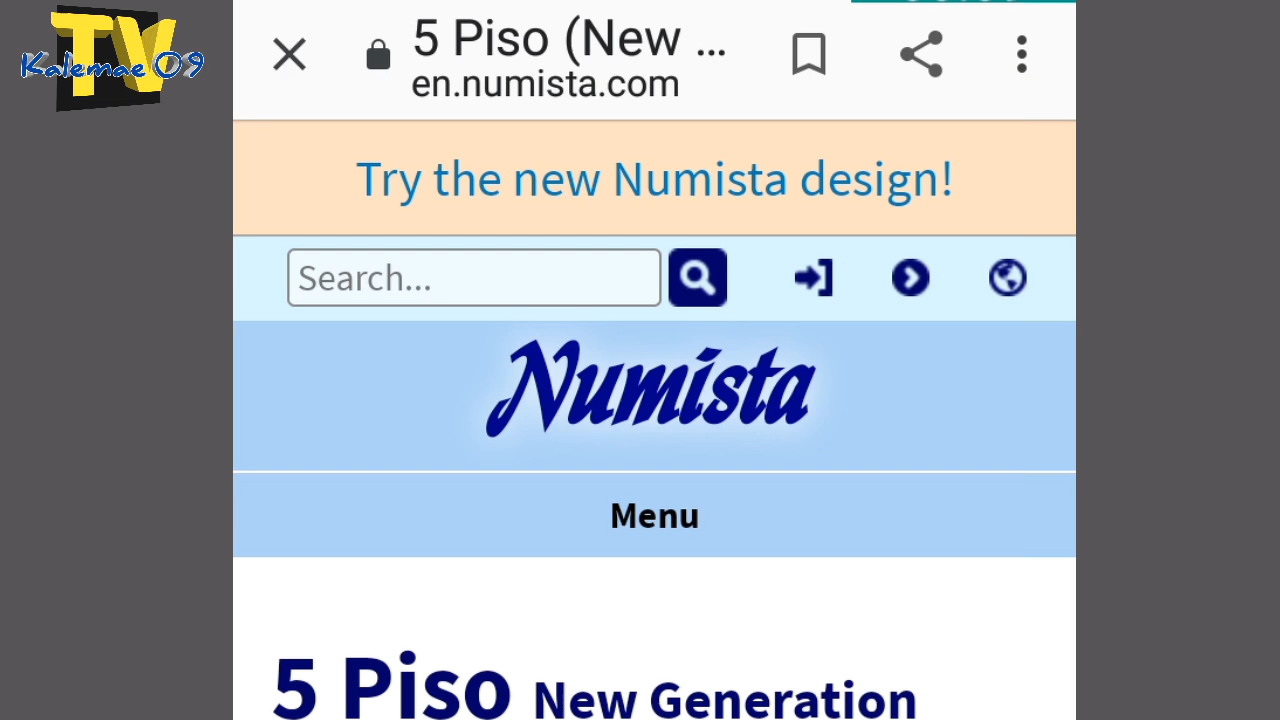 TV
Kalemae 09
5 Piso (New ...
en.numista.com
Try the new Numista design!
Search...
Numista
Menu
5 Piso New Generation